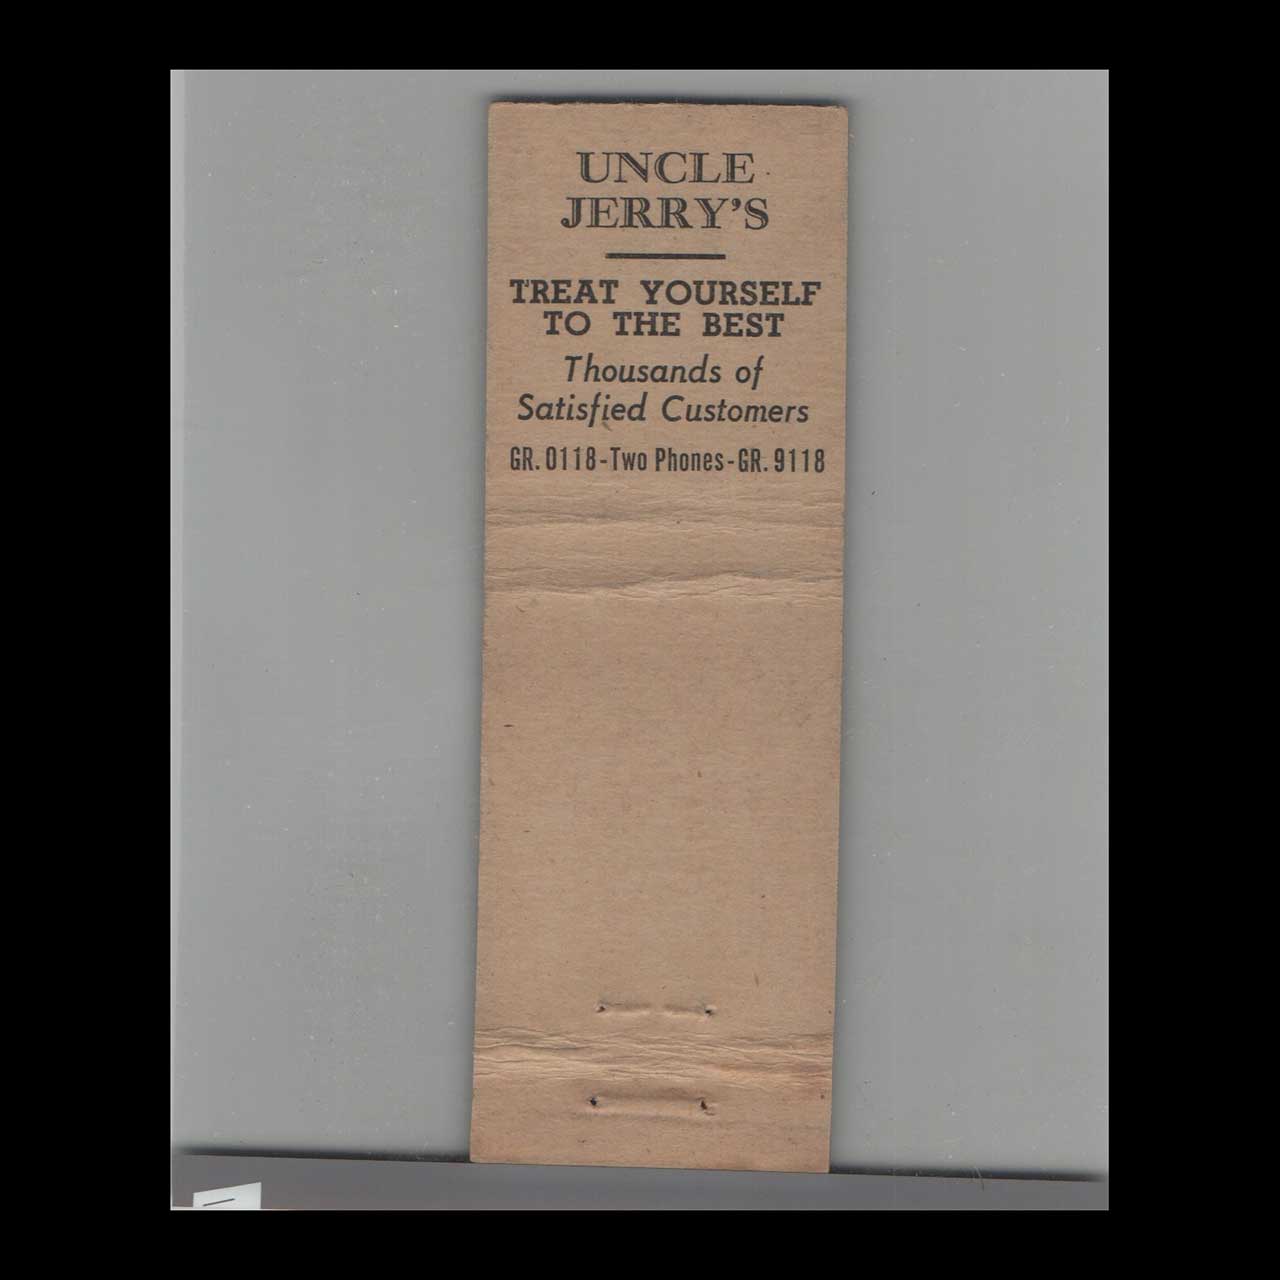 UNCLE
JERRY'S
TREAT YOURSELF
TO THE BEST
Thousands of
Satisfied Customers
GR. 0118-Two Phones-GR. 9118